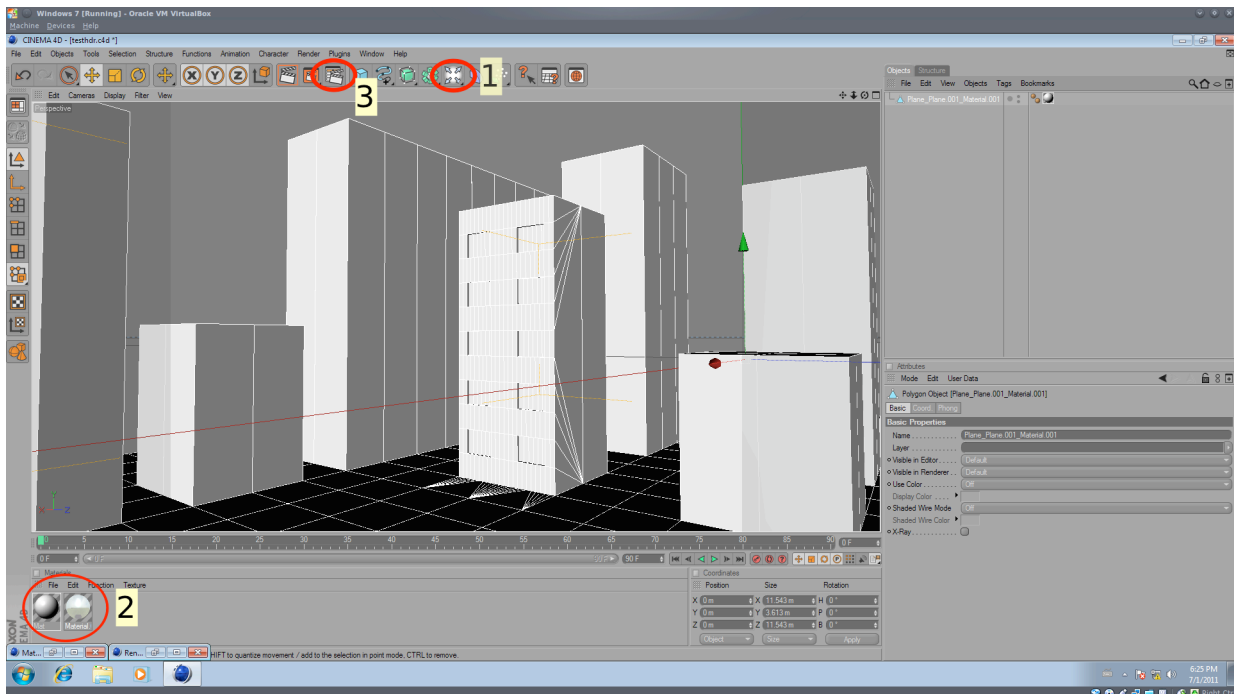 Windows 7 [Running] - Oracle VM VirtualBox
Machine Devices Help
CINEMA 4D - [testhdr.c4d *]
File Edit Objects Tools Selection Structure Functions Animation Character Render Plugins Window Help
1
3
Edit Cameras Display Filter View
Perspective
Objects Structure
File Edit View Objects Tags Bookmarks
Plane_Plane.001_Material.001
Attributes
Mode Edit User Data
Polygon Object [Plane_Plane.001_Material.001]
Basic Coord. Phong
Basic Properties
Name Plane_Plane.001_Material.001
Layer
Visible in Editor Default
Visible in Renderer Default
Use Color Off
Display Color
Shaded Wire Mode Off
Shaded Wire Color
X-Ray
Y
X Z
0 5 10 15 20 25 30 35 40 45 50 55 60 65 70 75 80 85 90 0 F
0 F 0 F 90 F 90 F
Materials
File Edit Function Texture
Material
2
Coordinates
Position Size Rotation
X 0 m X 11.543 m H 0 °
Y 0 m Y 3.613 m P 0 °
Z 0 m Z 11.543 m B 0 °
Object Size Apply
Mat... Ren... HIFT to quantize movement / add to the selection in point mode, CTRL to remove.
6:25 PM
7/1/2011
Right Ctrl